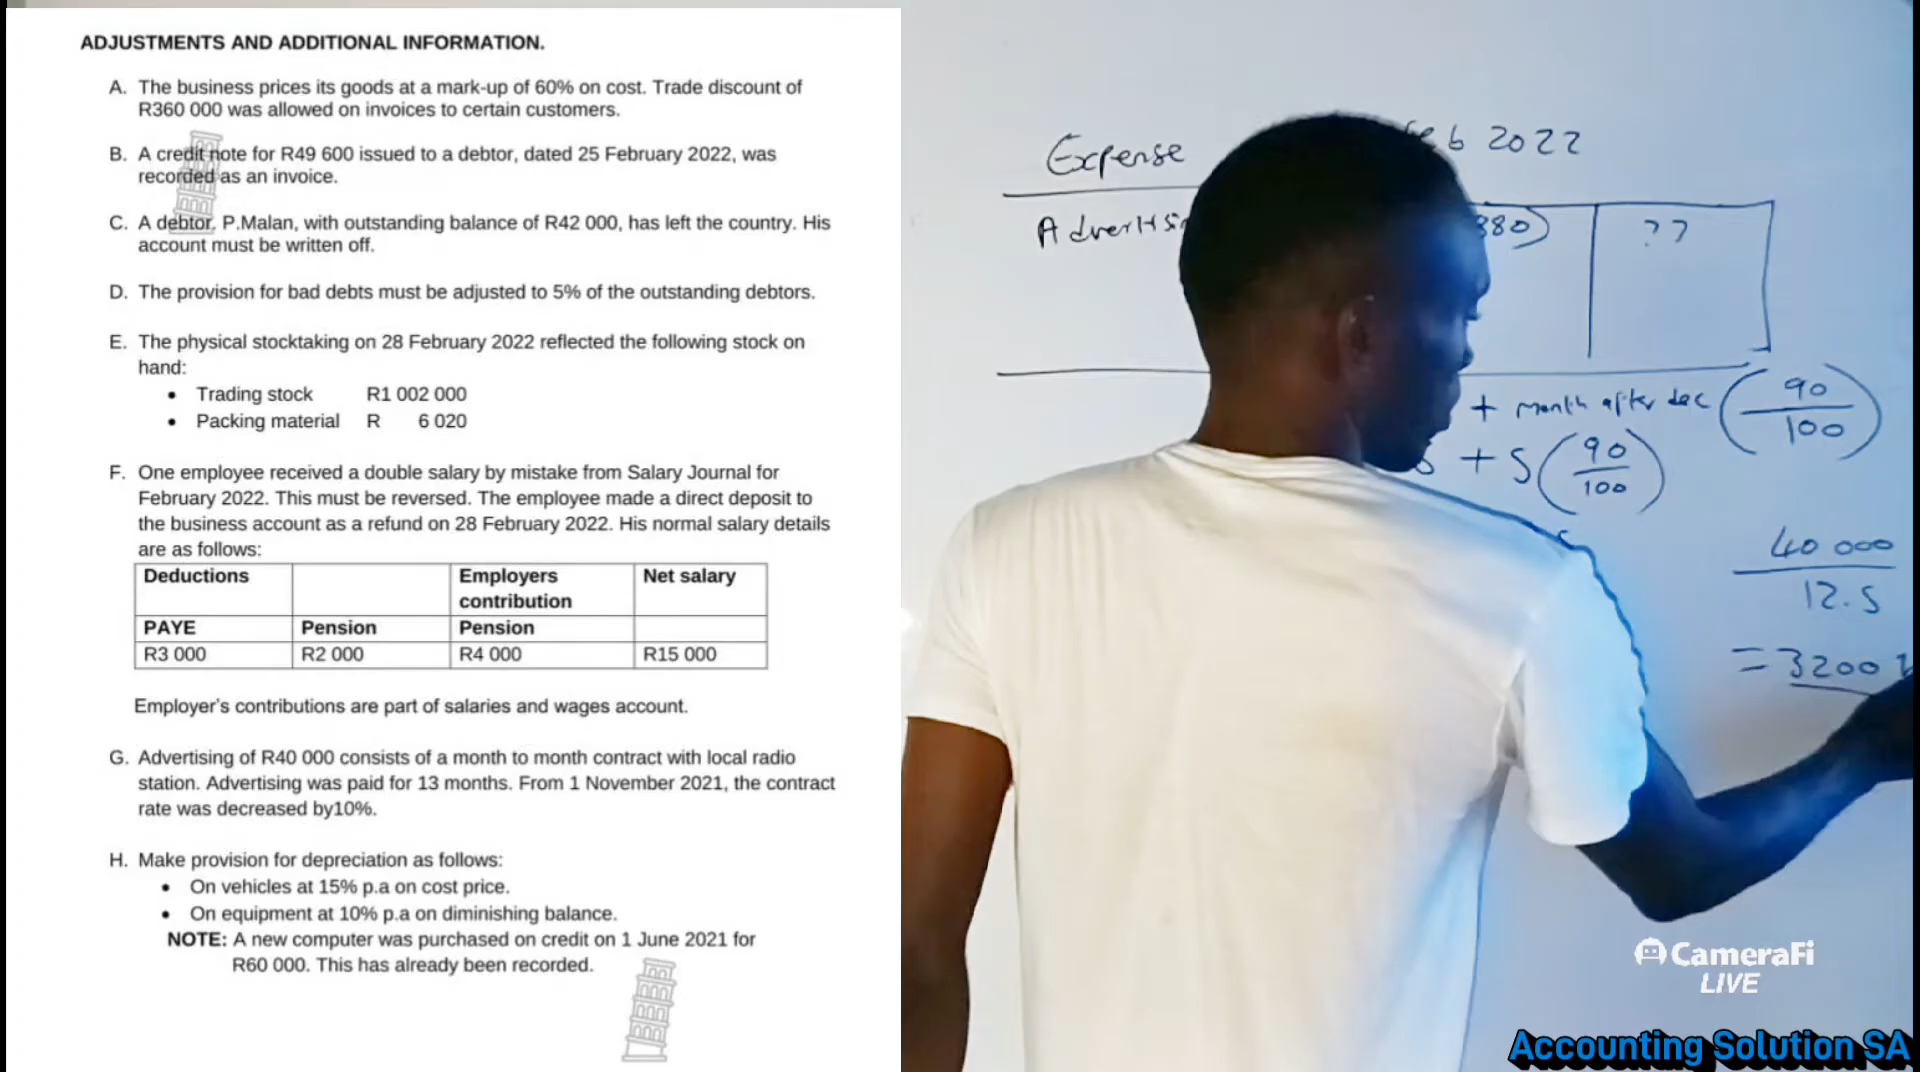 ADJUSTMENTS AND ADDITIONAL INFORMATION.
A. The business prices its goods at a mark-up of 60% on cost. Trade discount of
R360 000 was allowed on invoices to certain customers.
B. A credit note for R49 600 issued to a debtor, dated 25 February 2022, was
recorded as an invoice.
C. A debtor, P.Malan, with outstanding balance of R42 000, has left the country. His
account must be written off.
D. The provision for bad debts must be adjusted to 5% of the outstanding debtors.
E. The physical stocktaking on 28 February 2022 reflected the following stock on
hand:
• Trading stock R1 002 000
• Packing material R 6 020
F. One employee received a double salary by mistake from Salary Journal for
February 2022. This must be reversed. The employee made a direct deposit to
the business account as a refund on 28 February 2022. His normal salary details
are as follows:
Deductions Employers contribution Net salary
PAYE Pension Pension
R3 000 R2 000 R4 000 R15 000
Employer's contributions are part of salaries and wages account.
G. Advertising of R40 000 consists of a month to month contract with local radio
station. Advertising was paid for 13 months. From 1 November 2021, the contract
rate was decreased by10%.
H. Make provision for depreciation as follows:
• On vehicles at 15% p.a on cost price.
• On equipment at 10% p.a on diminishing balance.
NOTE: A new computer was purchased on credit on 1 June 2021 for
R60 000. This has already been recorded.
Expense 2022
880) ??
+ month after dec (90/100)
+ 5(90/100)
40 000
12.5
= 3200
CameraFi
LIVE
Accounting Solution SA